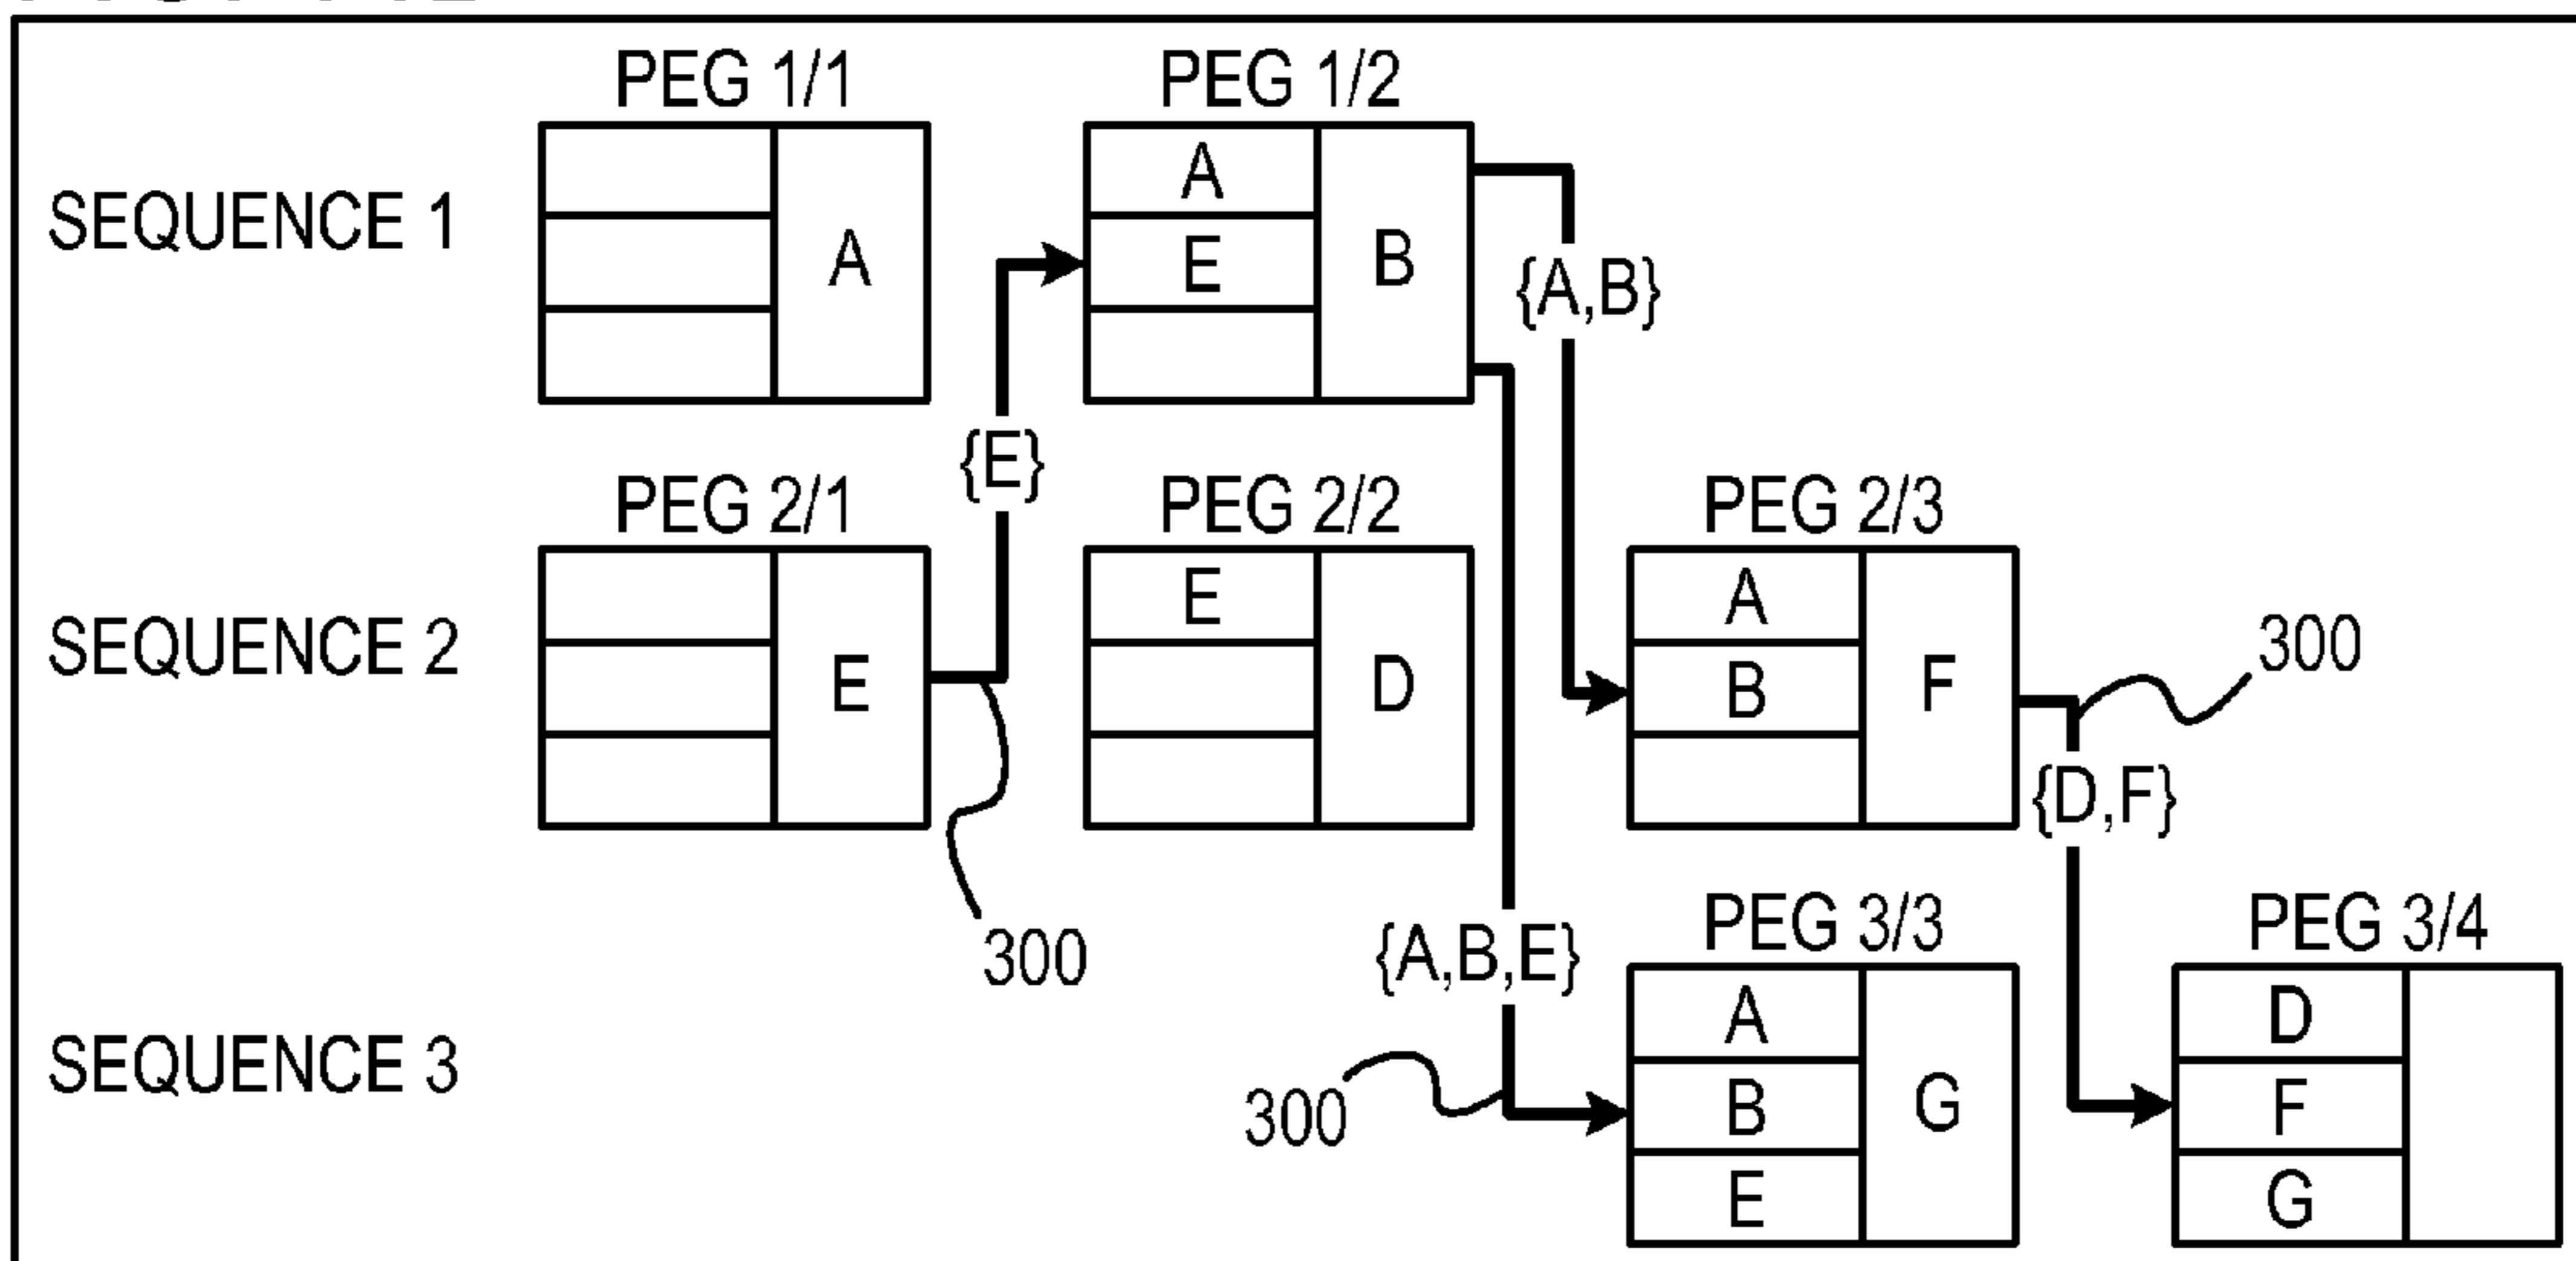 PEG 1/1 PEG 1/2
SEQUENCE 1
A
A
E
B
{A,B}
{E}
PEG 2/1 PEG 2/2 PEG 2/3
SEQUENCE 2
E
E
D
A
B
F
300
{D,F}
300
{A,B,E}
PEG 3/3 PEG 3/4
SEQUENCE 3
300
A
B
E
G
D
F
G